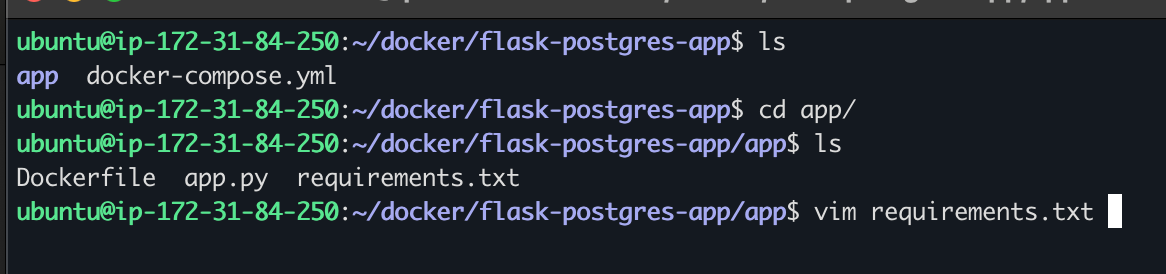 ubuntu@ip-172-31-84-250:~/docker/flask-postgres-app$ ls
app  docker-compose.yml
ubuntu@ip-172-31-84-250:~/docker/flask-postgres-app$ cd app/
ubuntu@ip-172-31-84-250:~/docker/flask-postgres-app/app$ ls
Dockerfile  app.py  requirements.txt
ubuntu@ip-172-31-84-250:~/docker/flask-postgres-app/app$ vim requirements.txt